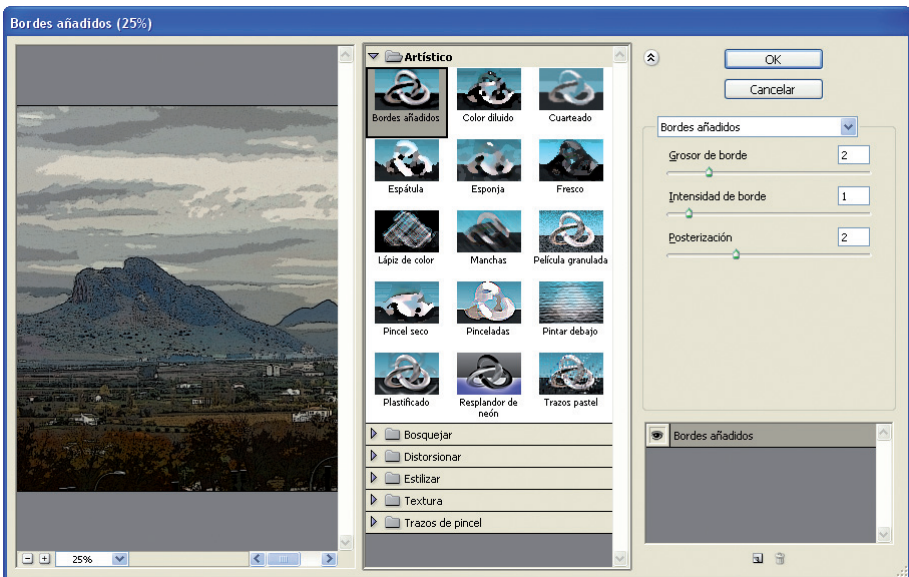 Bordes añadidos (25%)
25%
Artístico
Bordes añadidos
Color diluido
Cuarteado
Espátula
Esponja
Fresco
Lápiz de color
Manchas
Película granulada
Pincel seco
Pinceladas
Pintar debajo
Plastificado
Resplandor de
neón
Trazos pastel
Bosquejar
Distorsionar
Estilizar
Textura
Trazos de pincel
OK
Cancelar
Bordes añadidos
Grosor de borde 2
Intensidad de borde 1
Posterización 2
Bordes añadidos